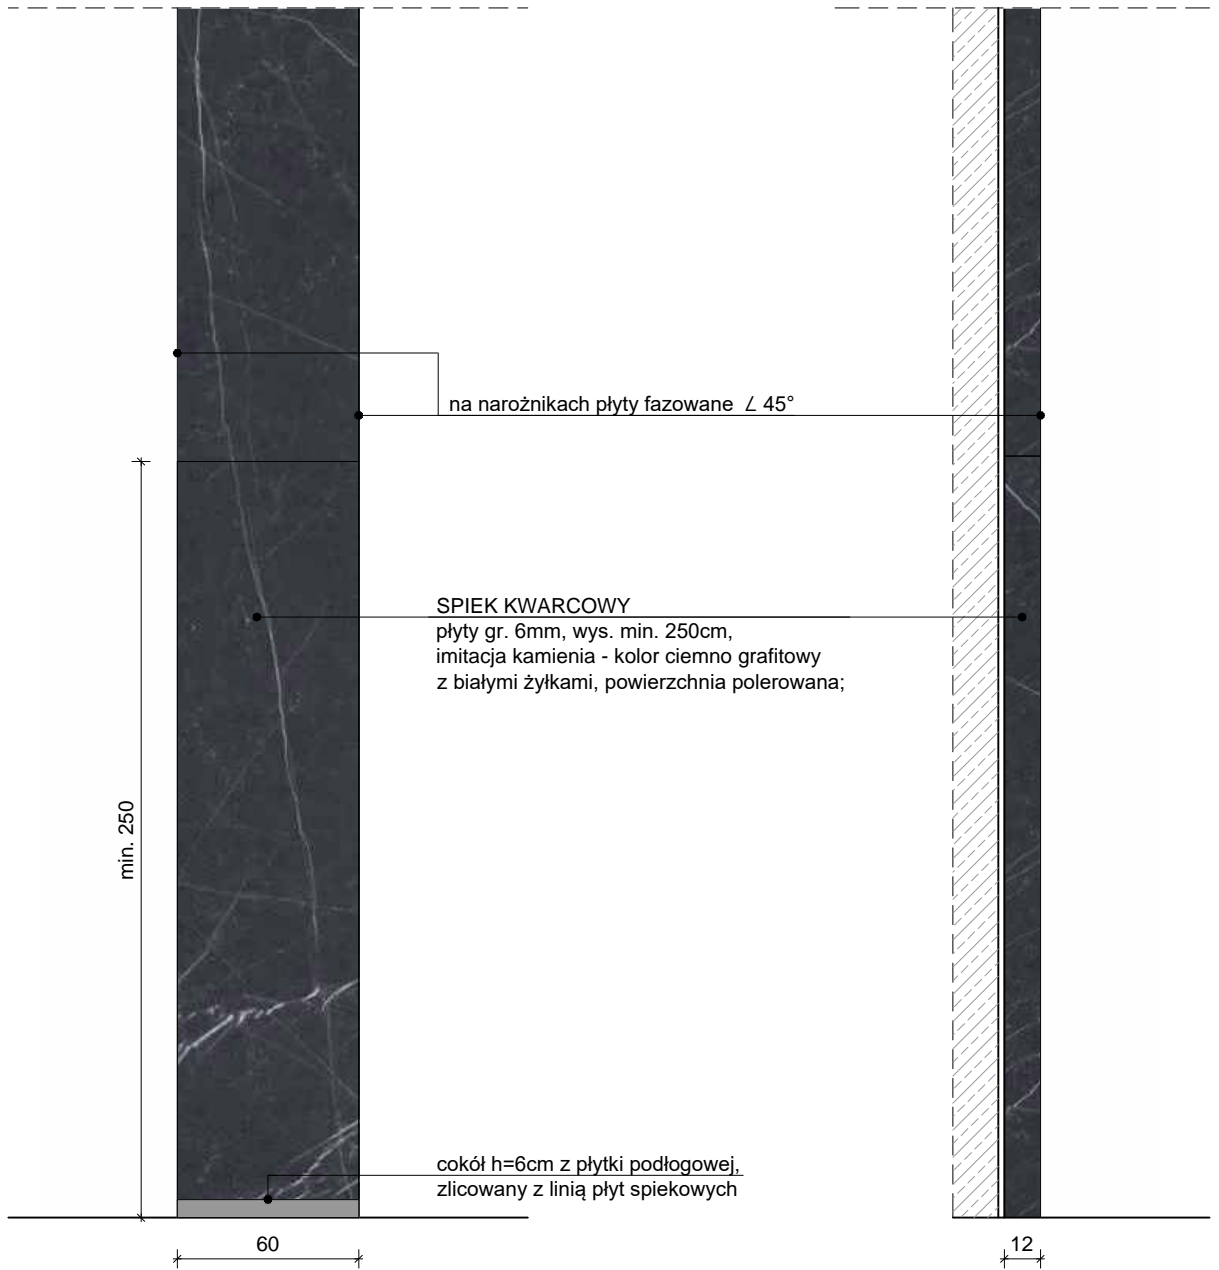 na narożnikach płyty fazowane ∠ 45°
SPIEK KWARCOWY
płyty gr. 6mm, wys. min. 250cm,
imitacja kamienia - kolor ciemno grafitowy
z białymi żyłkami, powierzchnia polerowana;
min. 250
cokół h=6cm z płytki podłogowej,
zlicowany z linią płyt spiekowych
60
12